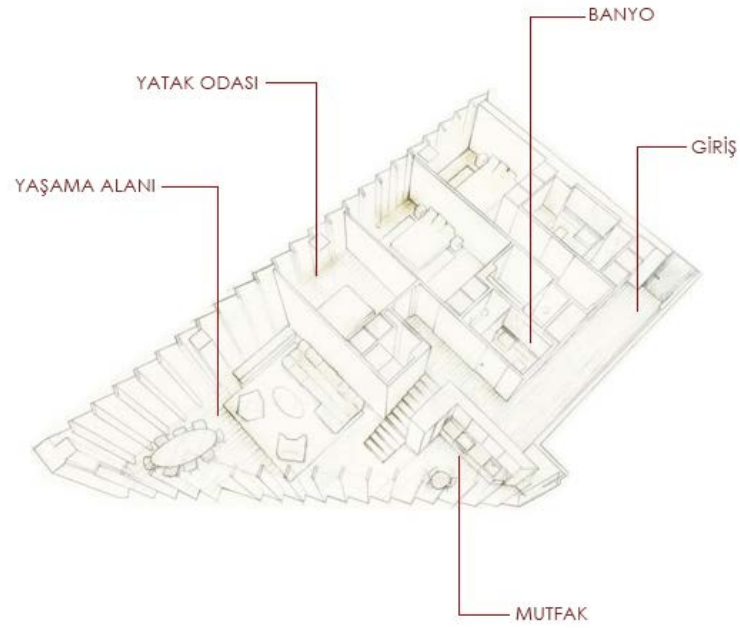 BANYO
YATAK ODASI
GİRİŞ
YAŞAMA ALANI
MUTFAK